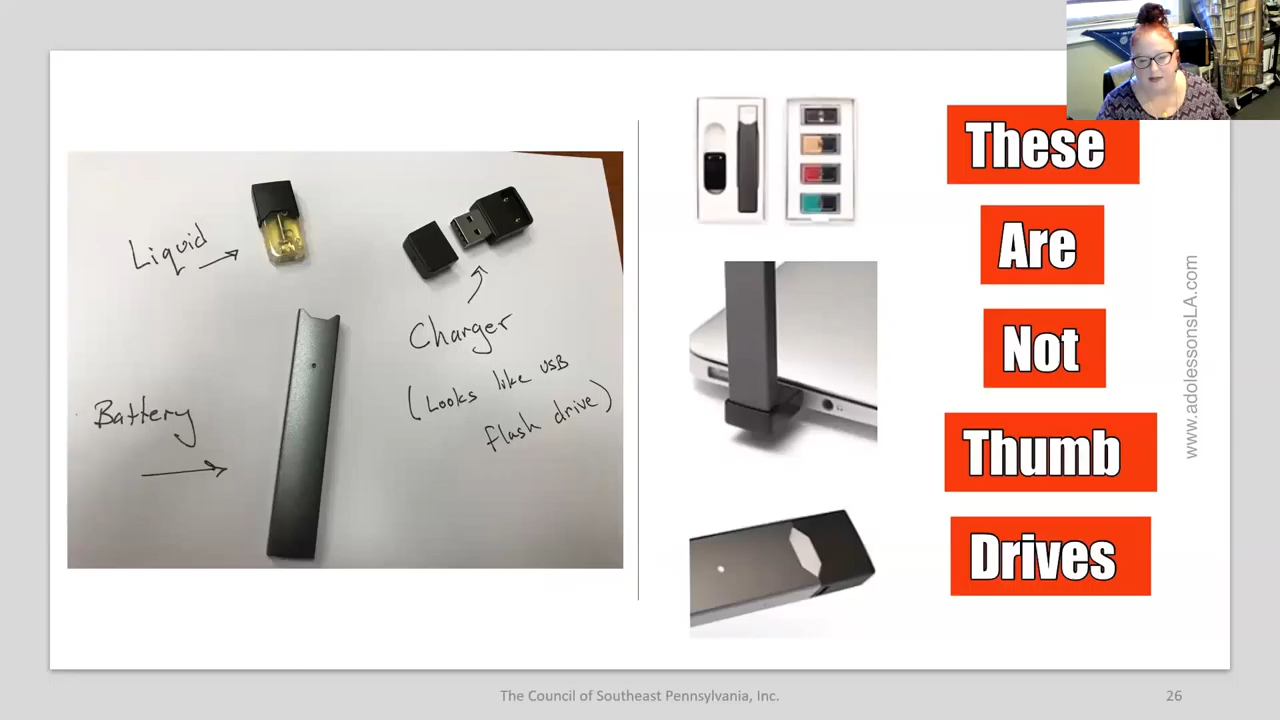 Liquid
Charger
(Looks like USB
flash drive)
Battery
These
Are
Not
Thumb
Drives
www.adolessonsLA.com
The Council of Southeast Pennsylvania, Inc.
26